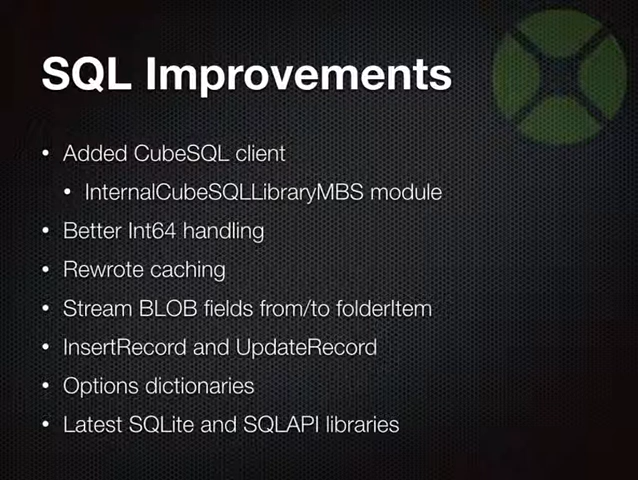 SQL Improvements
• Added CubeSQL client
• InternalCubeSQLLibraryMBS module
• Better Int64 handling
• Rewrote caching
• Stream BLOB fields from/to folderItem
• InsertRecord and UpdateRecord
• Options dictionaries
• Latest SQLite and SQLAPI libraries